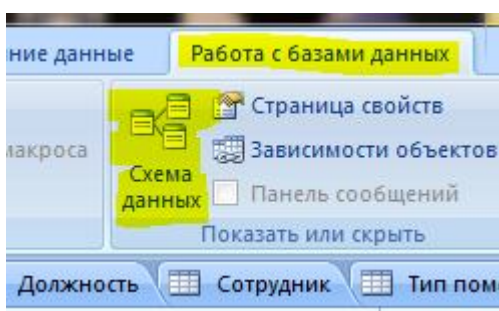 ние данные Работа с базами данных
Страница свойств
макроса Зависимости объектов
Схема данных Панель сообщений
Показать или скрыть
Должность Сотрудник Тип пом